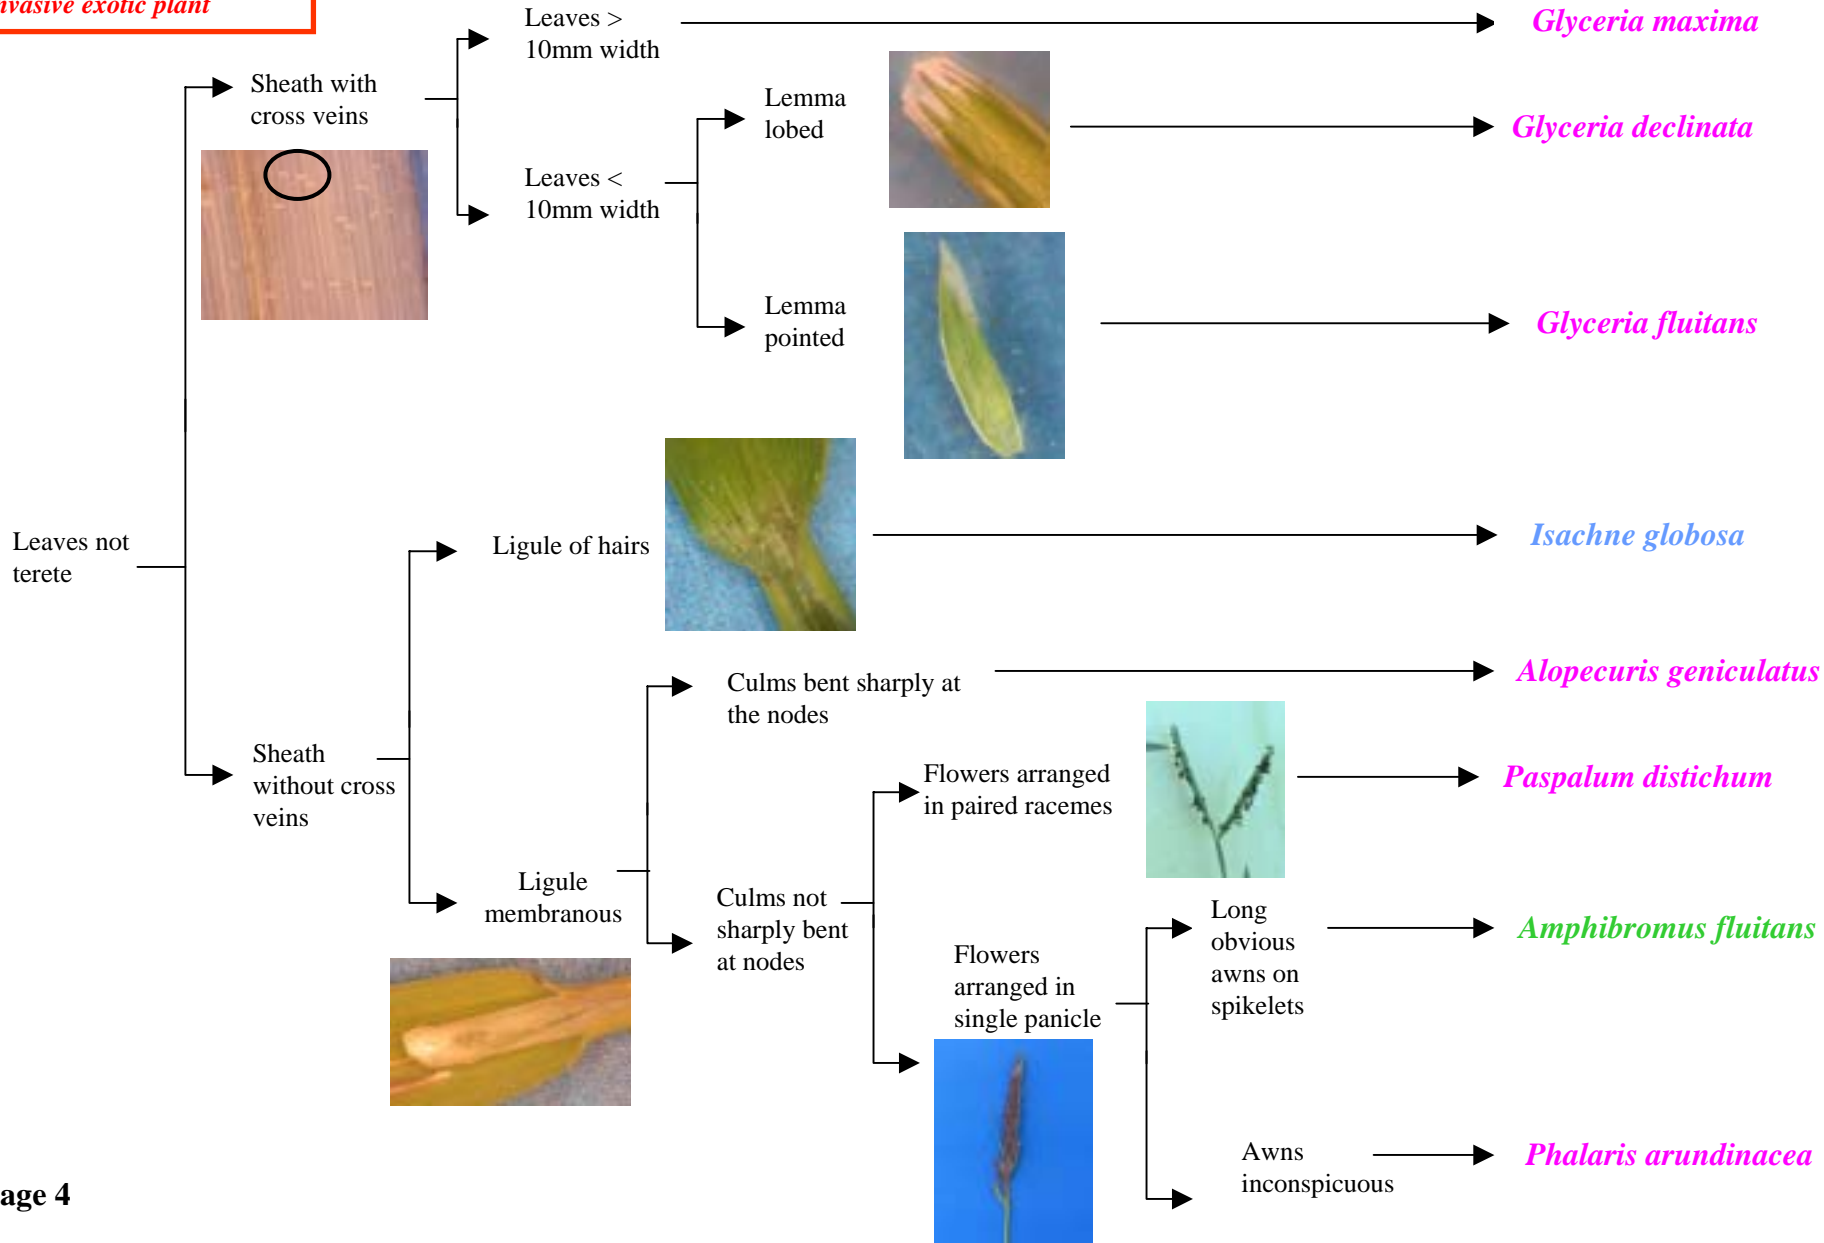 exotic plant
Leaves >
10mm width
Glyceria maxima
Sheath with
cross veins
Lemma
lobed
Glyceria declinata
Leaves <
10mm width
Lemma
pointed
Glyceria fluitans
Leaves not
terete
Ligule of hairs
Isachne globosa
Culms bent sharply at
the nodes
Alopecuris geniculatus
Sheath
without cross
veins
Flowers arranged
in paired racemes
Paspalum distichum
Ligule
membranous
Culms not
sharply bent
at nodes
Long
obvious
awns on
spikelets
Amphibromus fluitans
Flowers
arranged in
single panicle
Awns
inconspicuous
Phalaris arundinacea
age 4